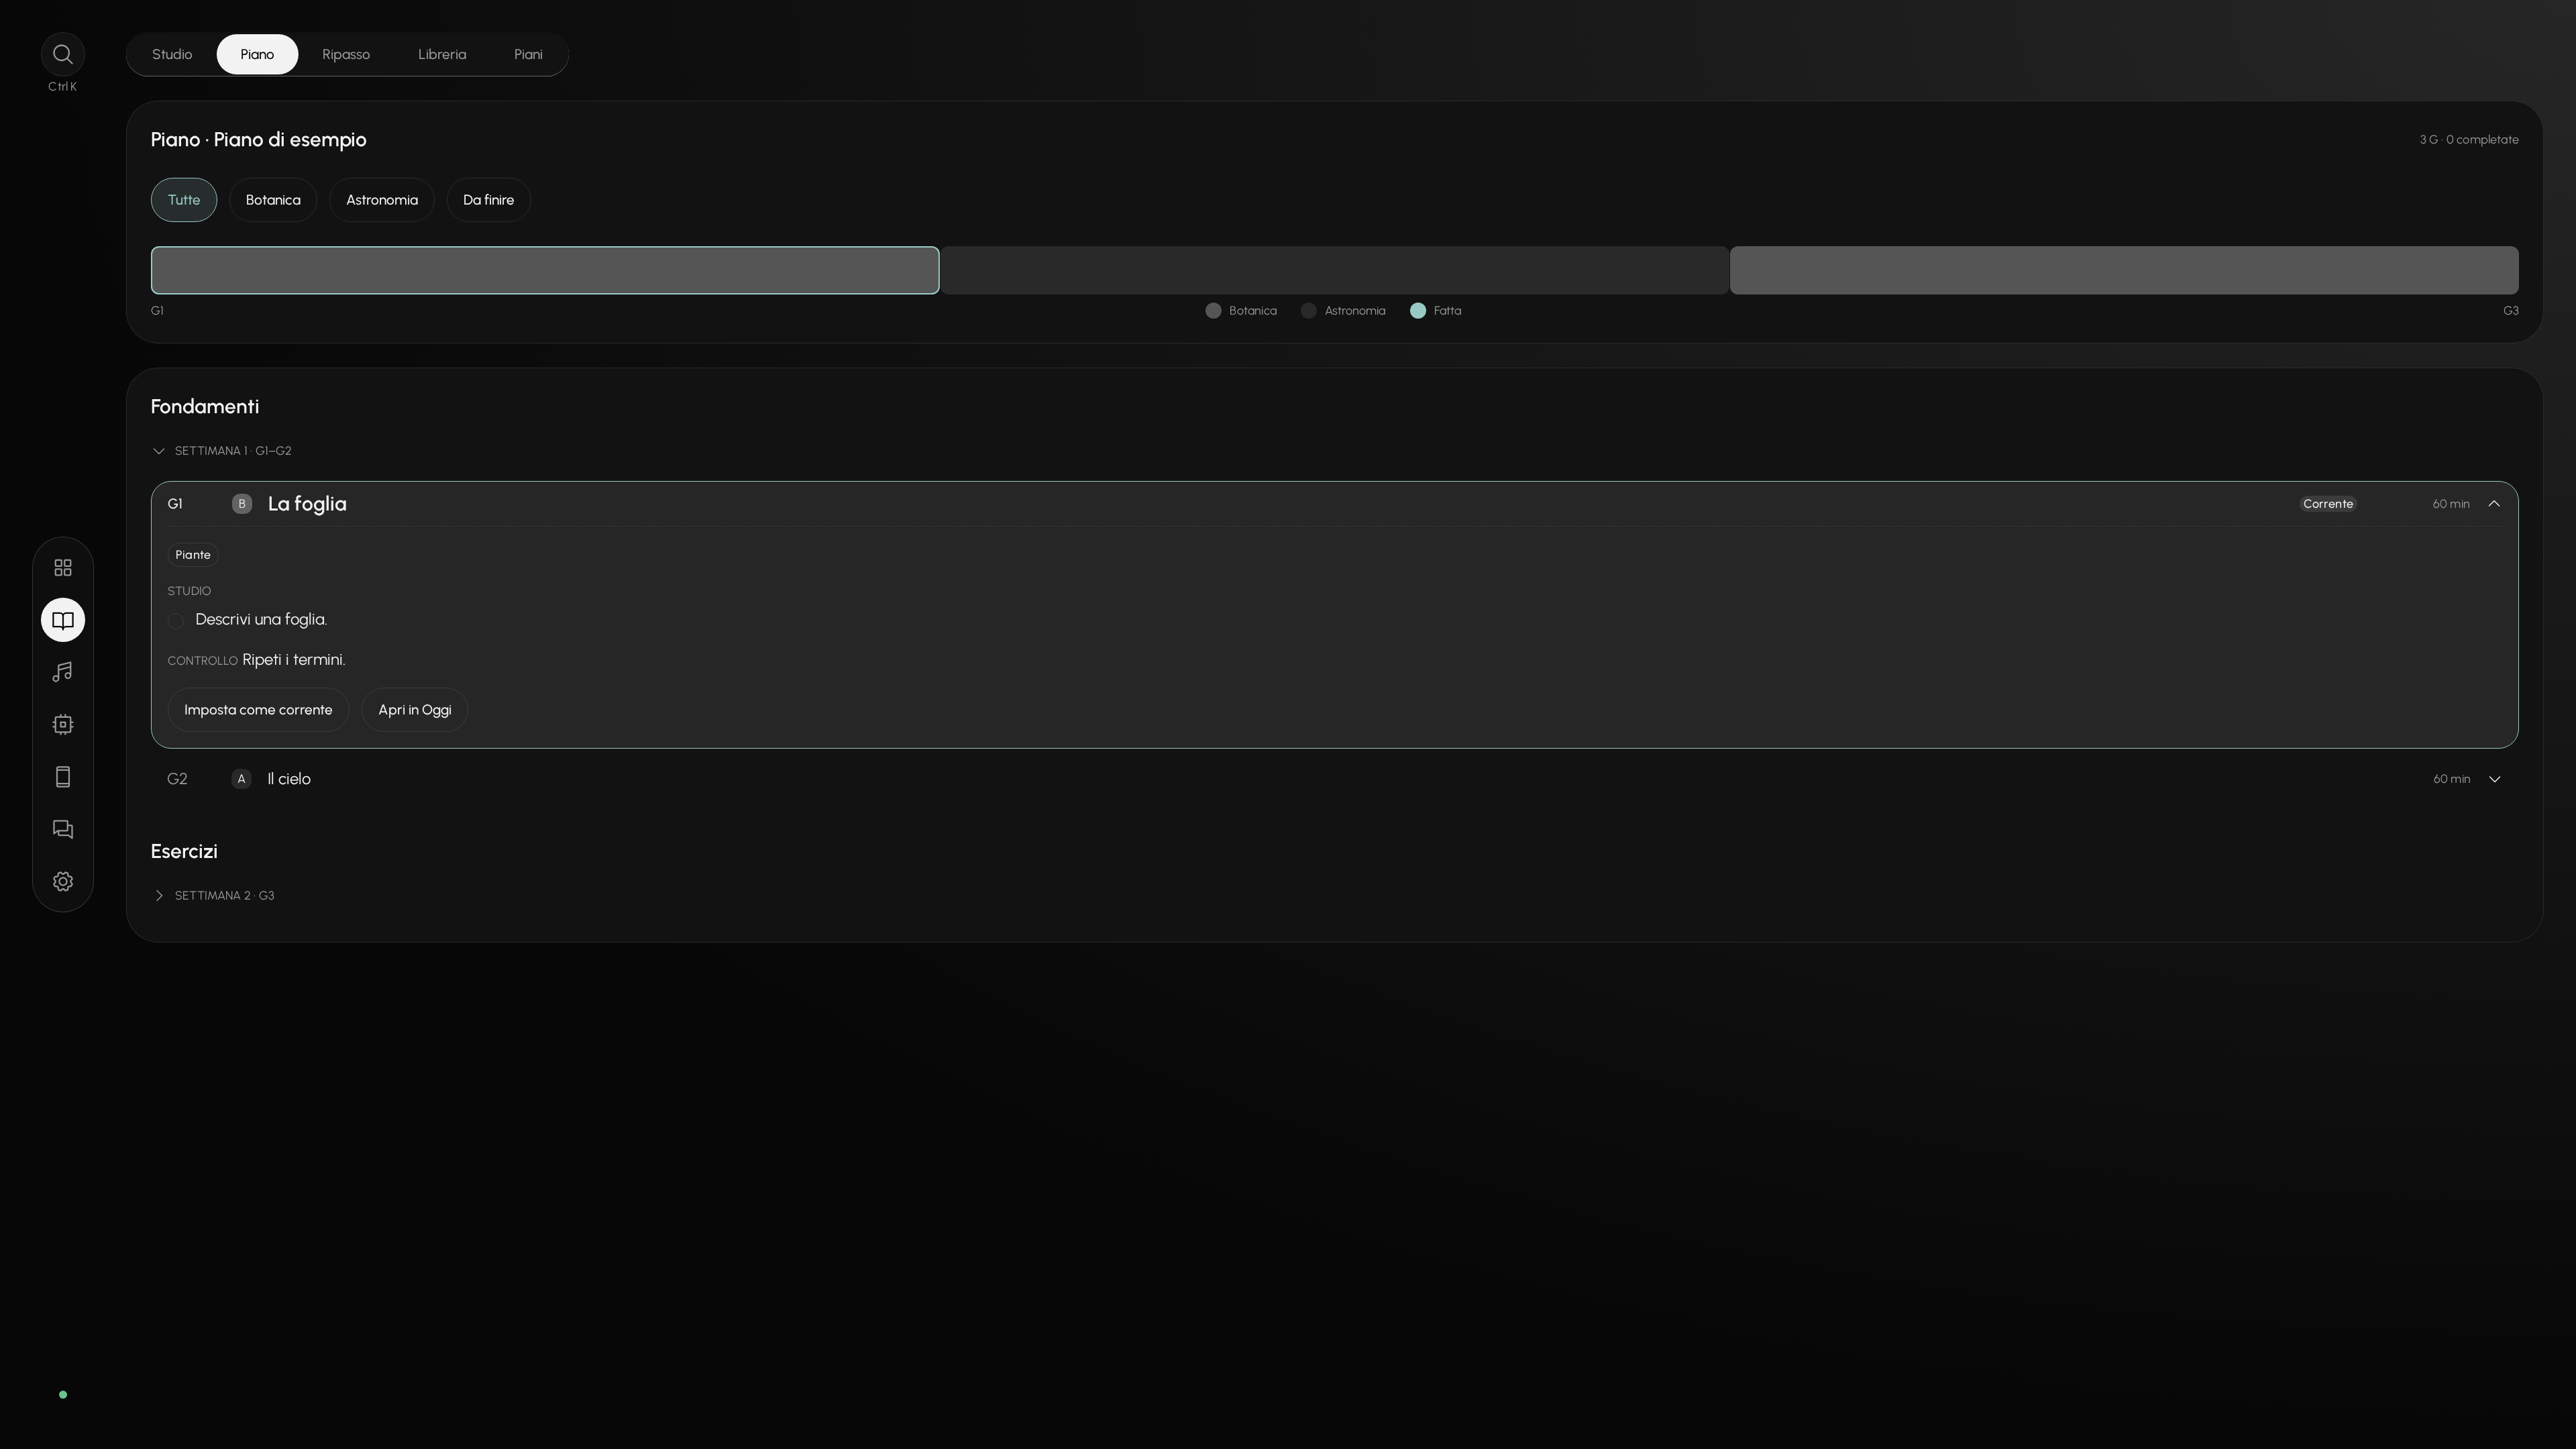 Ctrl K
Studio Piano Ripasso Libreria Piani
Piano · Piano di esempio
3 G · 0 completate
Tutte Botanica Astronomia Da finire
G1 Botanica Astronomia Fatta G3
Fondamenti
SETTIMANA 1 · G1–G2
G1 B La foglia Corrente 60 min
Piante
STUDIO
Descrivi una foglia.
CONTROLLO Ripeti i termini.
Imposta come corrente Apri in Oggi
G2 A Il cielo 60 min
Esercizi
SETTIMANA 2 · G3